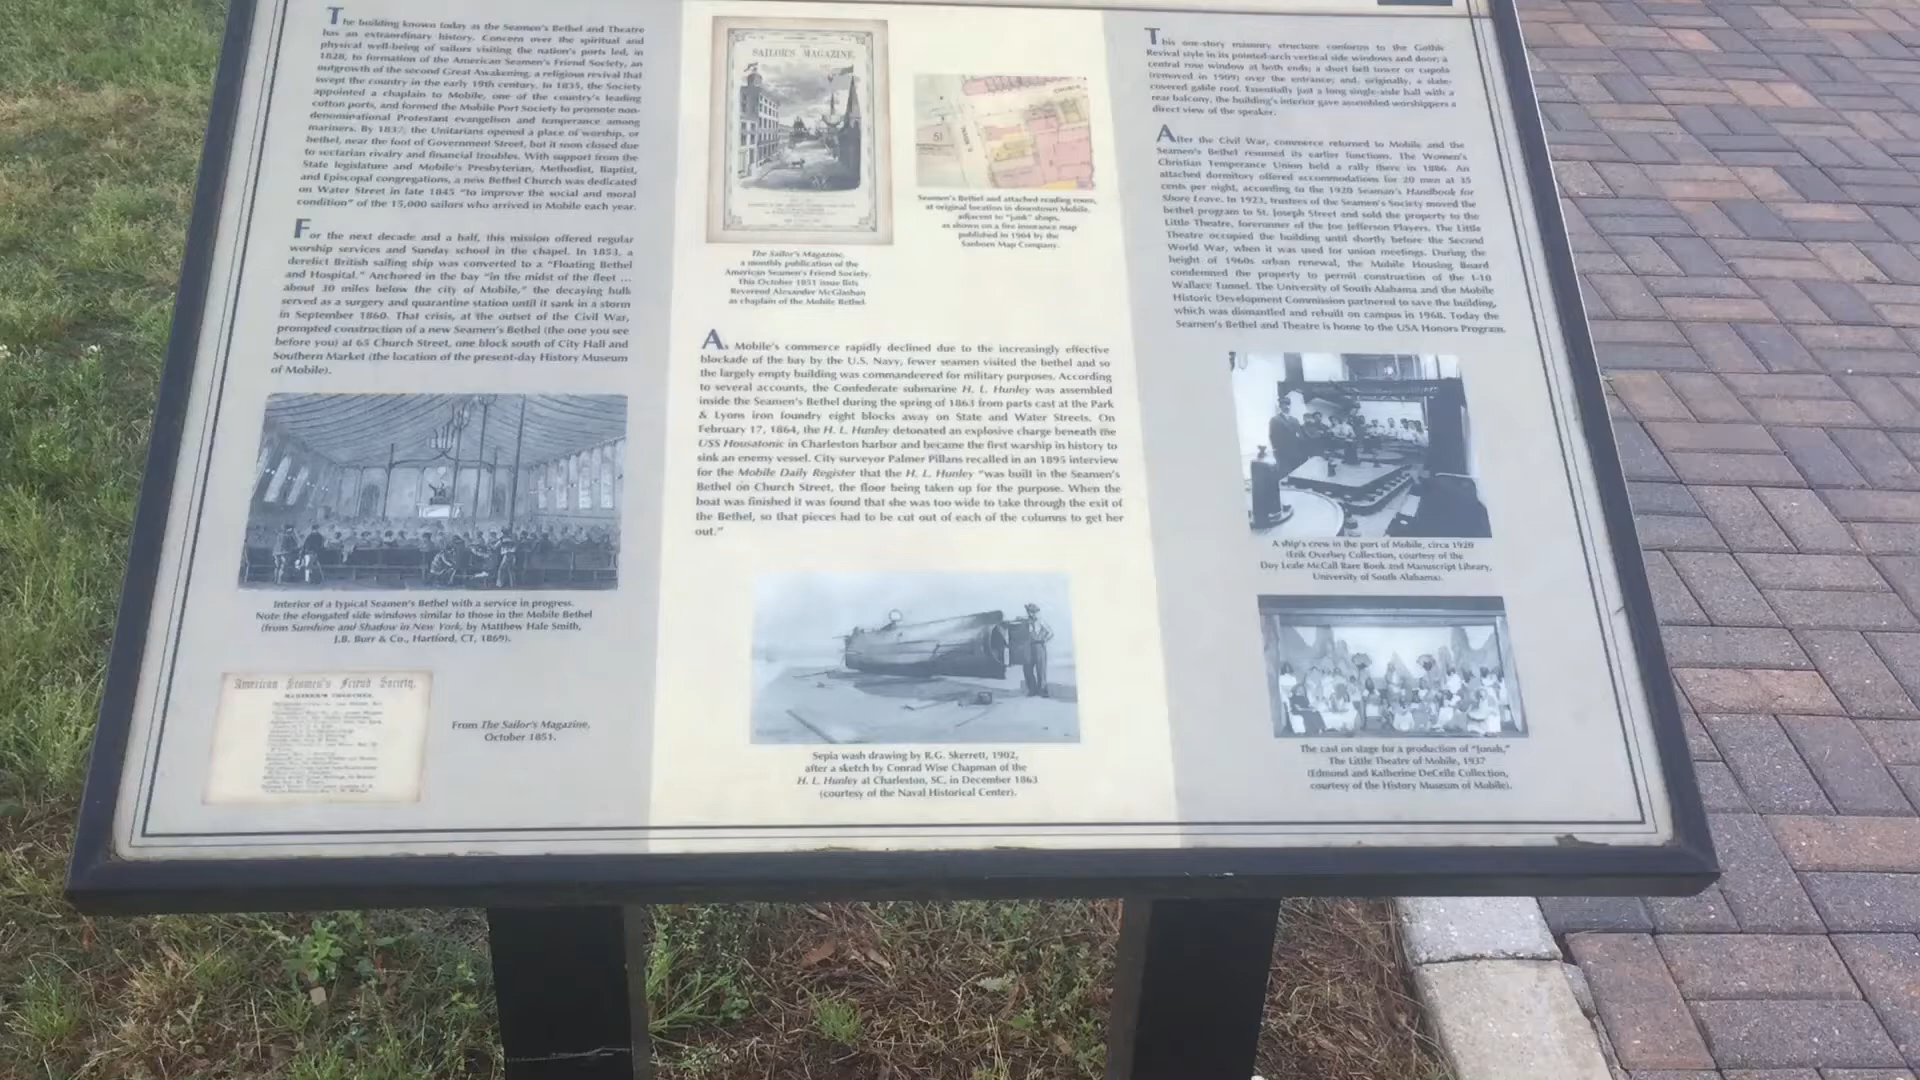 The building known today as the Seamen's Bethel and Theatre
has an extraordinary history. Concern over the spiritual and
physical well-being of sailors visiting the nation's ports led, in
1828, to formation of the American Seamen's Friend Society, an
outgrowth of the second Great Awakening, a religious revival that
swept the country in the early 19th century. In 1835, the Society
appointed a chaplain to Mobile, one of the country's leading
cotton ports, and formed the Mobile Port Society to promote non-
denominational Protestant evangelism and temperance among
mariners. By 1837, the Unitarians opened a place of worship, or
bethel, near the foot of Government Street, but it soon closed due
to sectarian rivalry and financial troubles. With support from the
State legislature and Mobile's Presbyterian, Methodist, Baptist,
and Episcopal congregations, a new Bethel Church was dedicated
on Water Street in late 1845 "to improve the social and moral
condition" of the 15,000 sailors who arrived in Mobile each year.
For the next decade and a half, this mission offered regular
worship services and Sunday school in the chapel. In 1853, a
derelict British sailing ship was converted to a "Floating Bethel
and Hospital." Anchored in the bay "in the midst of the fleet ...
about 30 miles below the city of Mobile," the decaying hulk
served as a surgery and quarantine station until it sank in a storm
in September 1860. That crisis, at the outset of the Civil War,
prompted construction of a new Seamen's Bethel (the one you see
before you) at 65 Church Street, one block south of City Hall and
Southern Market (the location of the present-day History Museum
of Mobile).
Interior of a typical Seamen's Bethel with a service in progress.
Note the elongated side windows similar to those in the Mobile Bethel
(from Sunshine and Shadow in New York, by Matthew Hale Smith,
J.B. Burr & Co., Hartford, CT, 1869).
American Seamen's Friend Society.
MARINER'S CHURCHES.
From The Sailor's Magazine,
October 1851.
SAILOR'S MAGAZINE.
The Sailor's Magazine,
a monthly publication of the
American Seamen's Friend Society.
This October 1851 issue lists
Reverend Alexander McGlashan
as chaplain of the Mobile Bethel.
CHURCH
51
Seamen's Bethel and attached reading room,
at original location in downtown Mobile,
adjacent to "junk" shops,
as shown on a fire insurance map
published in 1904 by the
Sanborn Map Company.
As Mobile's commerce rapidly declined due to the increasingly effective
blockade of the bay by the U.S. Navy, fewer seamen visited the bethel and so
the largely empty building was commandeered for military purposes. According
to several accounts, the Confederate submarine H. L. Hunley was assembled
inside the Seamen's Bethel during the spring of 1863 from parts cast at the Park
& Lyons iron foundry eight blocks away on State and Water Streets. On
February 17, 1864, the H. L. Hunley detonated an explosive charge beneath the
USS Housatonic in Charleston harbor and became the first warship in history to
sink an enemy vessel. City surveyor Palmer Pillans recalled in an 1895 interview
for the Mobile Daily Register that the H. L. Hunley "was built in the Seamen's
Bethel on Church Street, the floor being taken up for the purpose. When the
boat was finished it was found that she was too wide to take through the exit of
the Bethel, so that pieces had to be cut out of each of the columns to get her
out."
Sepia wash drawing by R.G. Skerrett, 1902,
after a sketch by Conrad Wise Chapman of the
H. L. Hunley at Charleston, SC, in December 1863
(courtesy of the Naval Historical Center).
This one-story masonry structure conforms to the Gothic
Revival style in its pointed-arch vertical side windows and door; a
central rose window at both ends; a short bell tower or cupola
(removed in 1909) over the entrance; and, originally, a slate-
covered gable roof. Essentially just a long single-aisle hall with a
rear balcony, the building's interior gave assembled worshippers a
direct view of the speaker.
After the Civil War, commerce returned to Mobile and the
Seamen's Bethel resumed its earlier functions. The Women's
Christian Temperance Union held a rally there in 1886. An
attached dormitory offered accommodations for 20 men at 35
cents per night, according to the 1920 Seaman's Handbook for
Shore Leave. In 1923, trustees of the Seamen's Society moved the
bethel program to St. Joseph Street and sold the property to the
Little Theatre, forerunner of the Joe Jefferson Players. The Little
Theatre occupied the building until shortly before the Second
World War, when it was used for union meetings. During the
height of 1960s urban renewal, the Mobile Housing Board
condemned the property to permit construction of the I-10
Wallace Tunnel. The University of South Alabama and the Mobile
Historic Development Commission partnered to save the building,
which was dismantled and rebuilt on campus in 1968. Today the
Seamen's Bethel and Theatre is home to the USA Honors Program.
A ship's crew in the port of Mobile, circa 1920
(Erik Overbey Collection, courtesy of the
Doy Leale McCall Rare Book and Manuscript Library,
University of South Alabama).
The cast on stage for a production of "Jonah,"
The Little Theatre of Mobile, 1937
(Edmond and Katherine DeCelle Collection,
courtesy of the History Museum of Mobile).